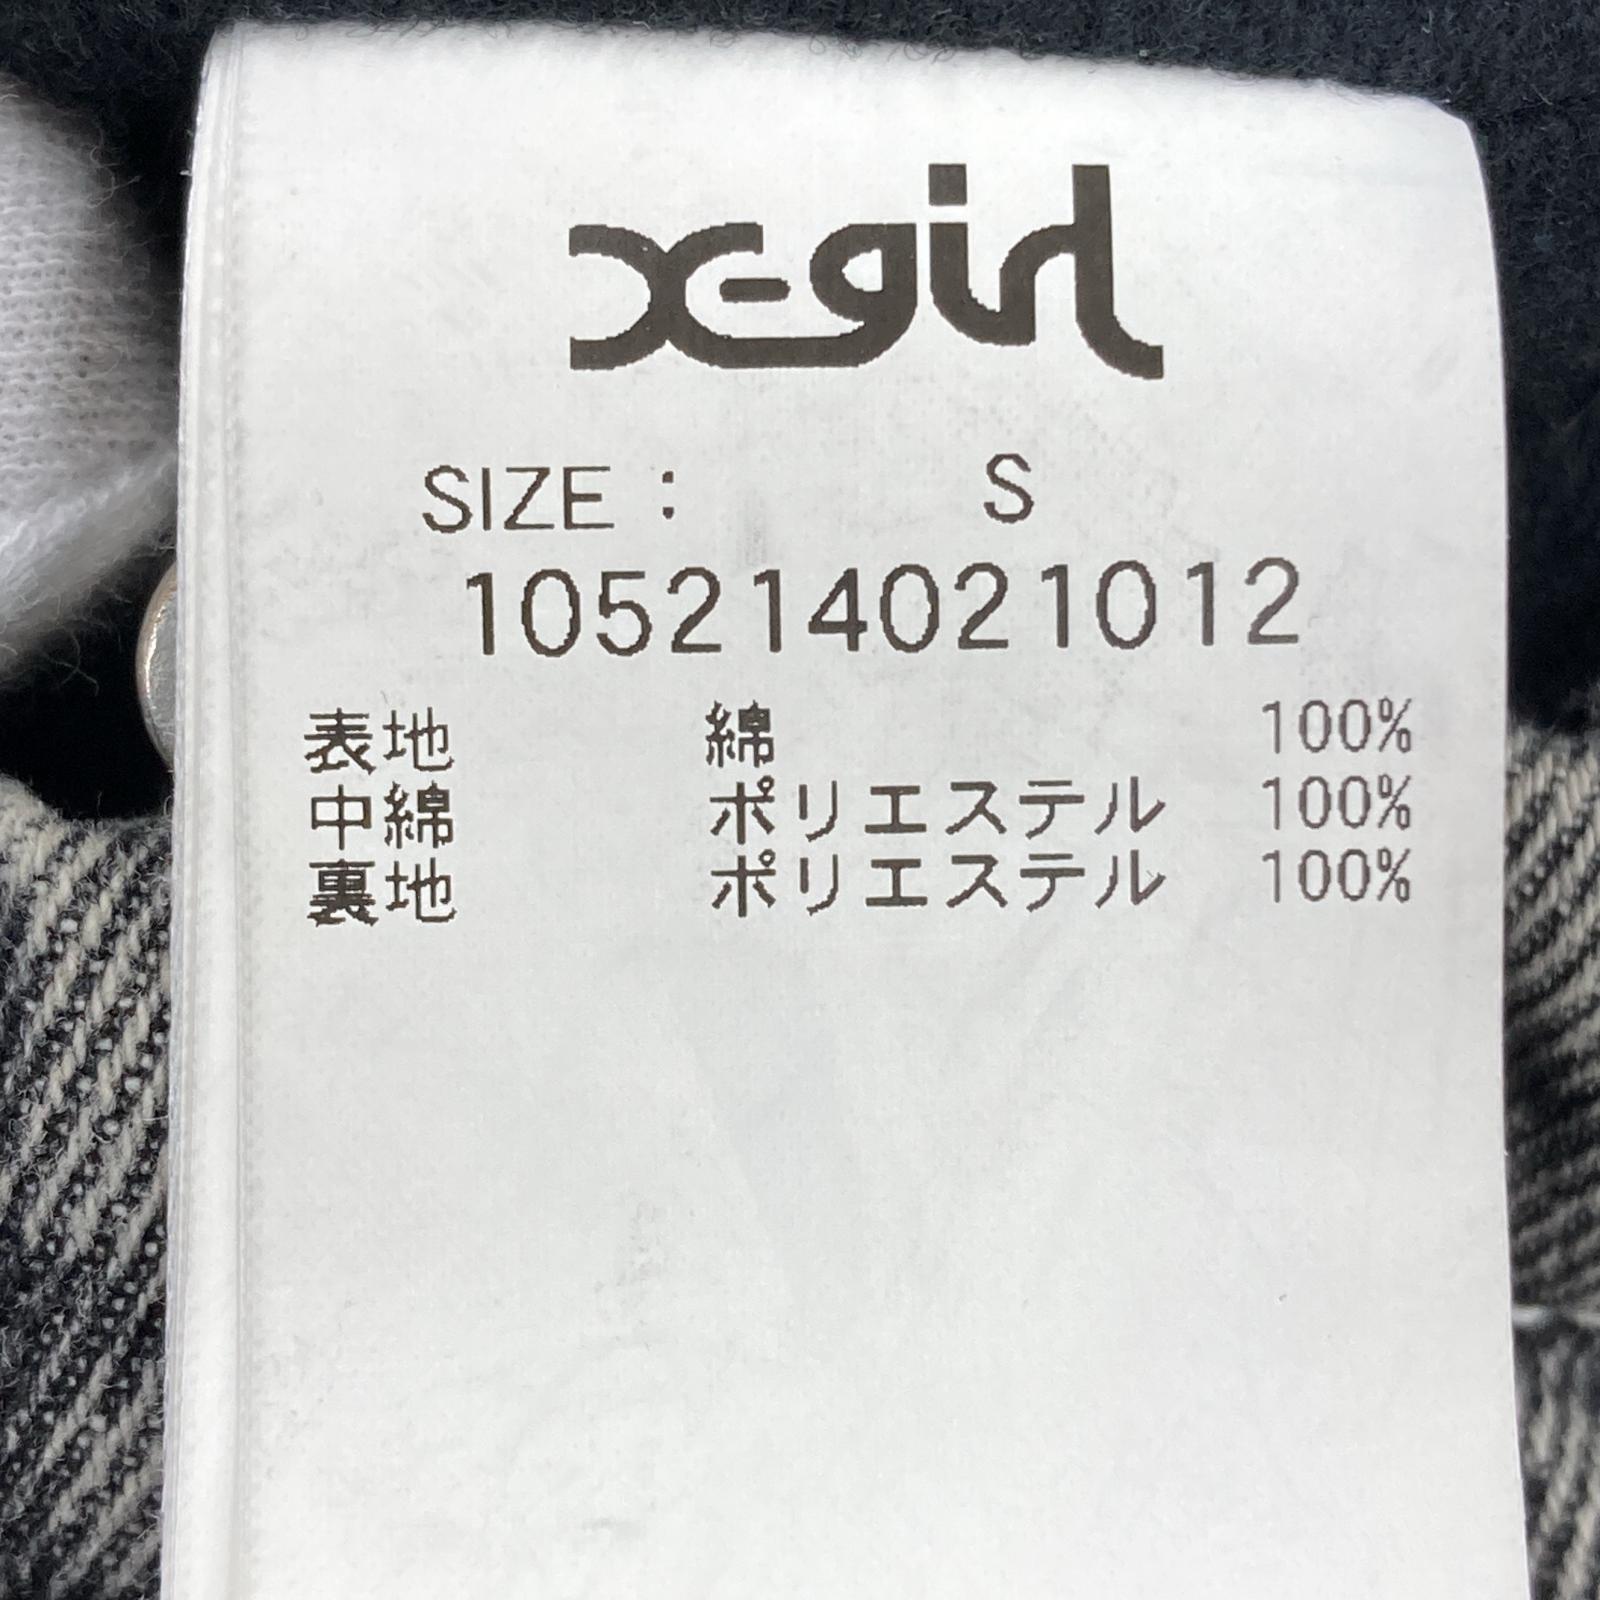 X-girl
SIZE : S
105214021012
表地 綿 100%
中綿 ポリエステル 100%
裏地 ポリエステル 100%